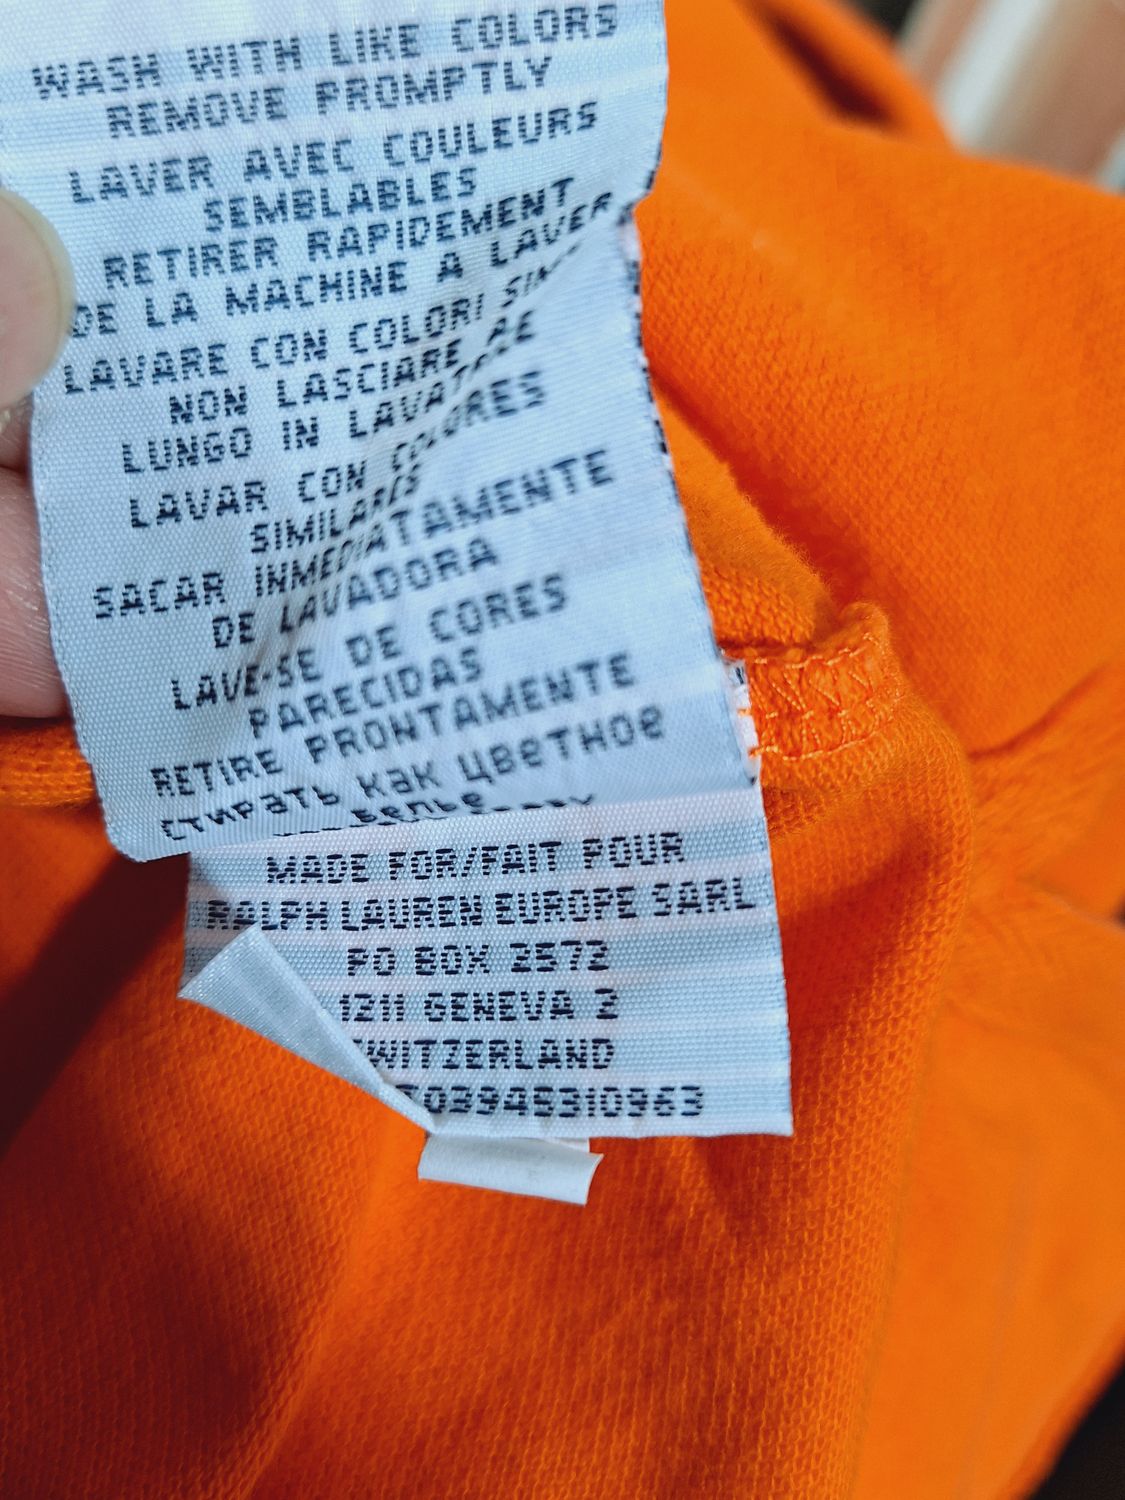 WASH WITH LIKE COLORS
REMOVE PROMPTLY
LAVER AVEC COULEURS
SEMBLABLES
RETIRER RAPIDEMENT
DE LA MACHINE A LAVER
LAVARE CON COLORI
NON LASCIARE
LUNGO IN
LAVAR CON COLORES
SIMILARES
SACAR INMEDIATAMENTE
DE LAVADORA
LAVE-SE DE CORES
PARECIDAS
RETIRE PRONTAMENTE
стирать как цветное
белье
MADE FOR/FAIT POUR
RALPH LAUREN EUROPE SARL
PO BOX 2572
1211 GENEVA 2
SWITZERLAND